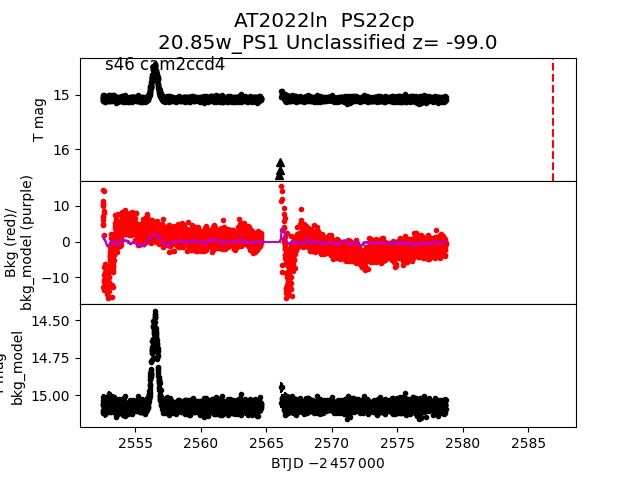 AT2022ln PS22cp
20.85w_PS1 Unclassified z= -99.0
s46 cam2ccd4
T mag
15
16
Bkg (red)/
bkg_model (purple)
10
0
−10
bkg_model
14.50
14.75
15.00
2555 2560 2565 2570 2575 2580 2585
BTJD −2 457 000